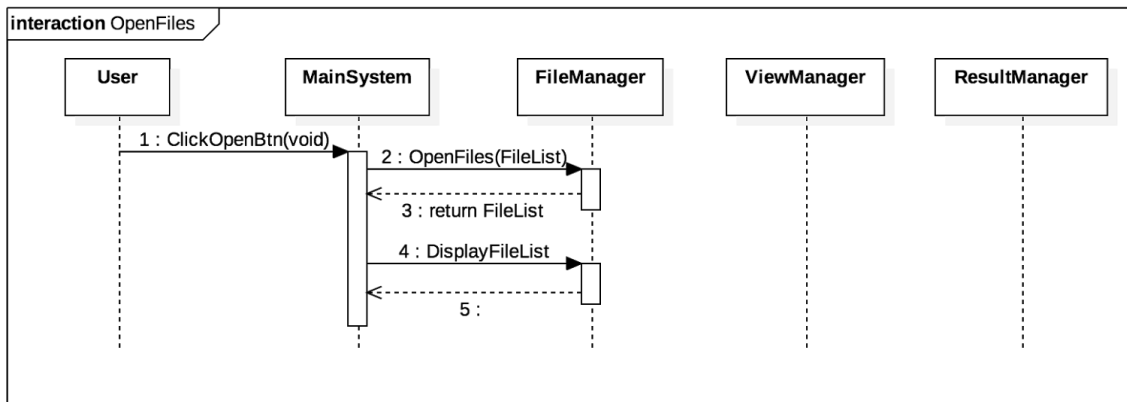 interaction OpenFiles
User
MainSystem
FileManager
ViewManager
ResultManager
1 : ClickOpenBtn(void)
2 : OpenFiles(FileList)
3 : return FileList
4 : DisplayFileList
5 :